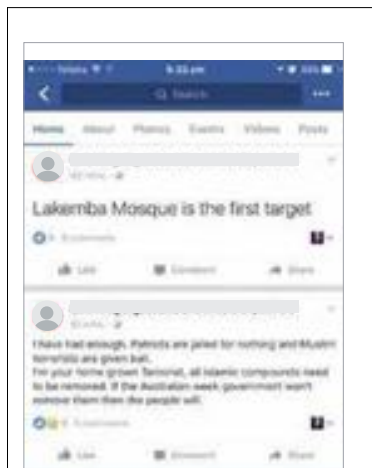 Search
Home About Photos Events Videos Posts
Lakemba Mosque is the first target
Like Comment Share
I have had enough. Patriots are jailed for nothing and Muslim
terrorists are given bail.
I'm your home grown Terrorist, all Islamic compounds need
to be removed. If the Australian week government won't
remove them then the people will.
Like Comment Share